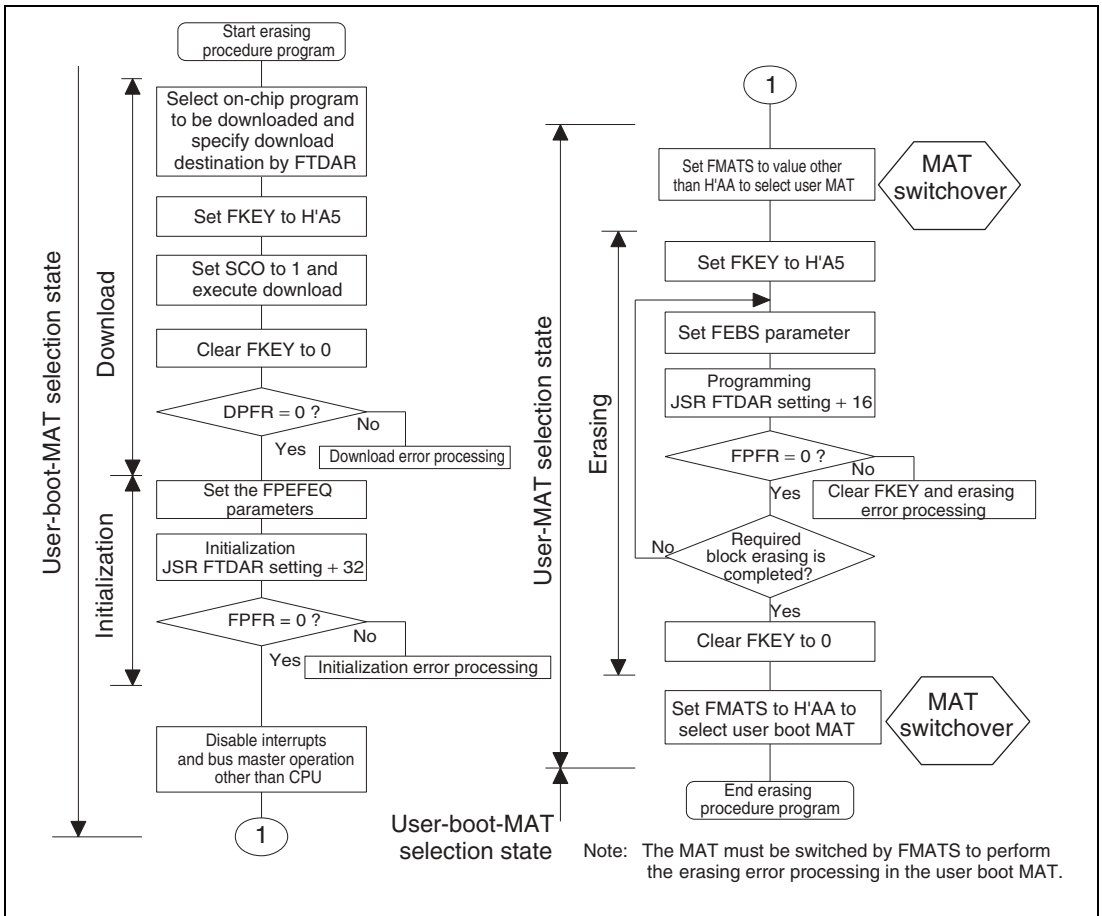 Start erasing
procedure program
Select on-chip program
to be downloaded and
specify download
destination by FTDAR
Set FKEY to H'A5
Set SCO to 1 and
execute download
Clear FKEY to 0
DPFR = 0 ?
No
Yes
Download error processing
Set the FPEFEQ
parameters
Initialization
JSR FTDAR setting + 32
FPFR = 0 ?
No
Yes
Initialization error processing
Disable interrupts
and bus master operation
other than CPU
1
User-boot-MAT selection state
Download
Initialization
1
Set FMATS to value other
than H'AA to select user MAT
MAT
switchover
Set FKEY to H'A5
Set FEBS parameter
Programming
JSR FTDAR setting + 16
FPFR = 0 ?
No
Yes
Clear FKEY and erasing
error processing
Required
block erasing is
completed?
No
Yes
Clear FKEY to 0
Set FMATS to H'AA to
select user boot MAT
MAT
switchover
End erasing
procedure program
User-MAT selection state
Erasing
User-boot-MAT
selection state
Note: The MAT must be switched by FMATS to perform
the erasing error processing in the user boot MAT.